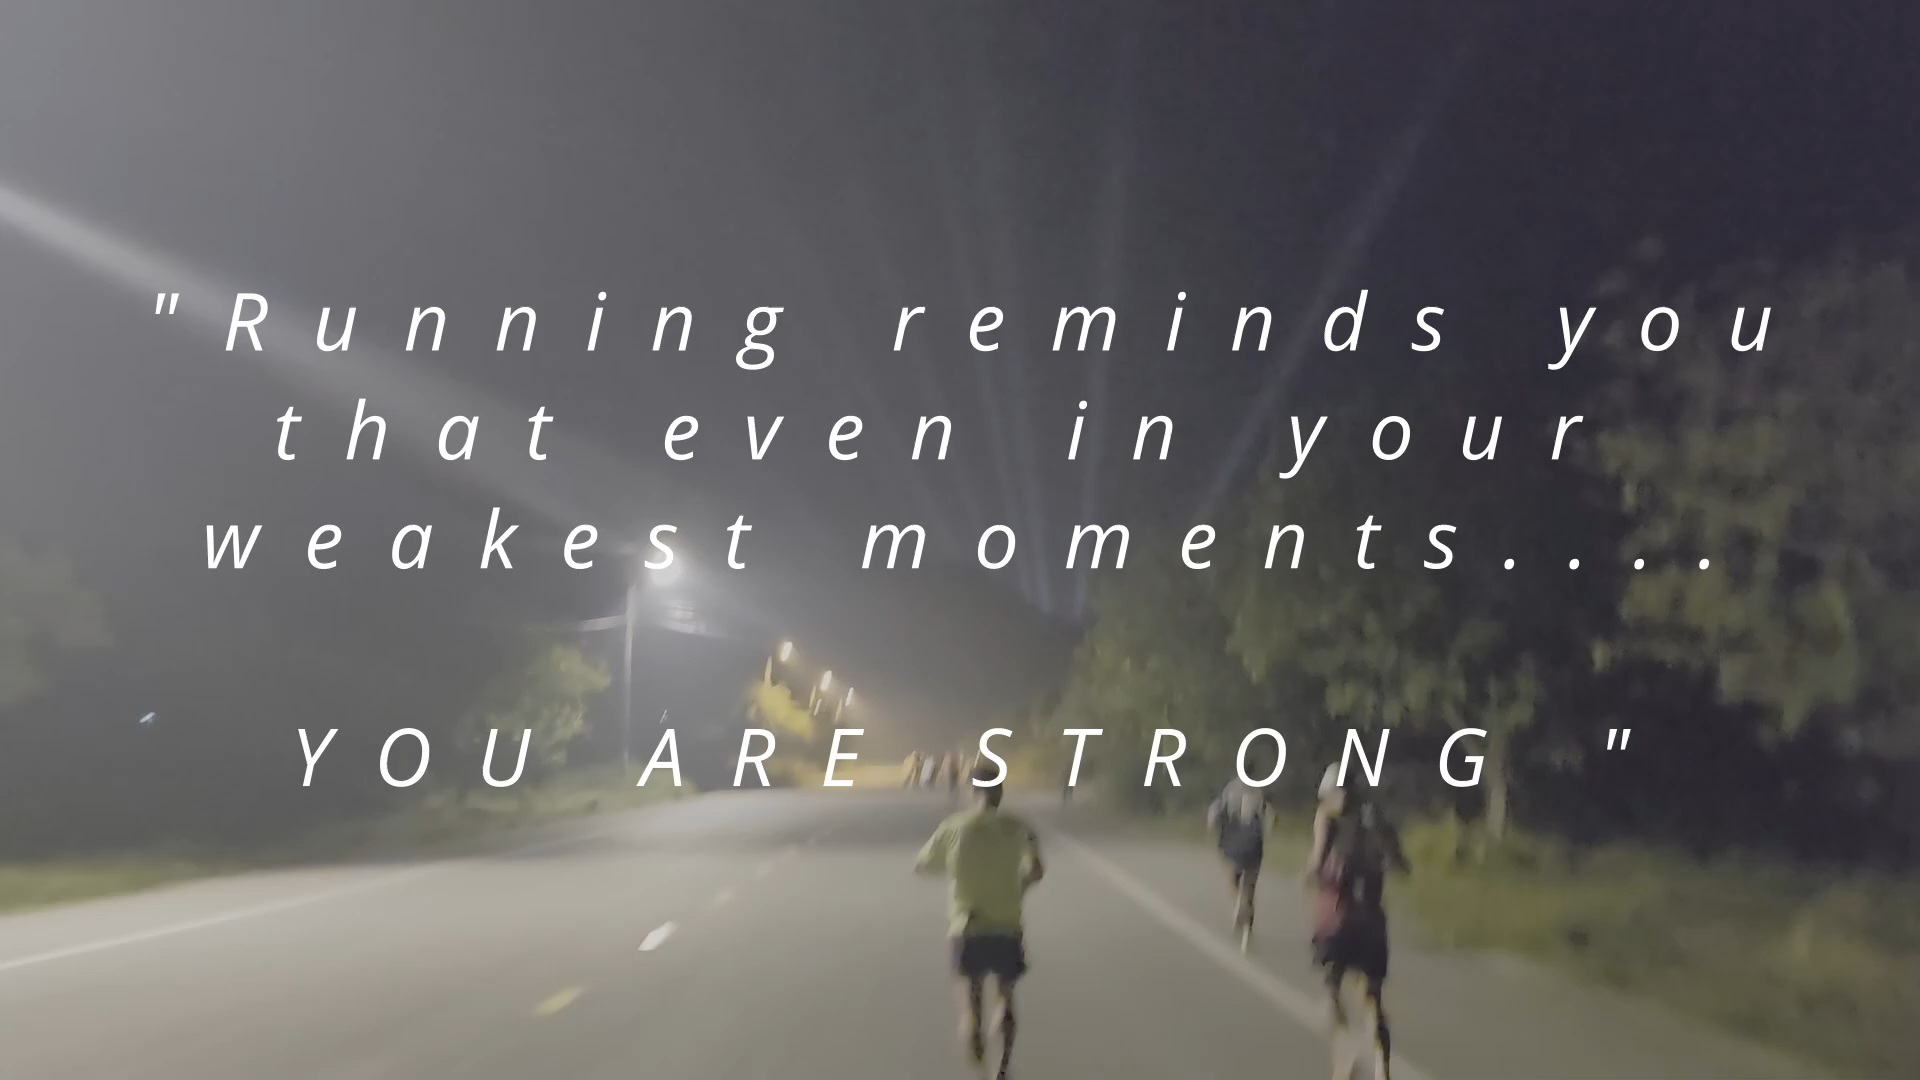 "Running reminds you
that even in your
weakest moments....
YOU ARE STRONG "